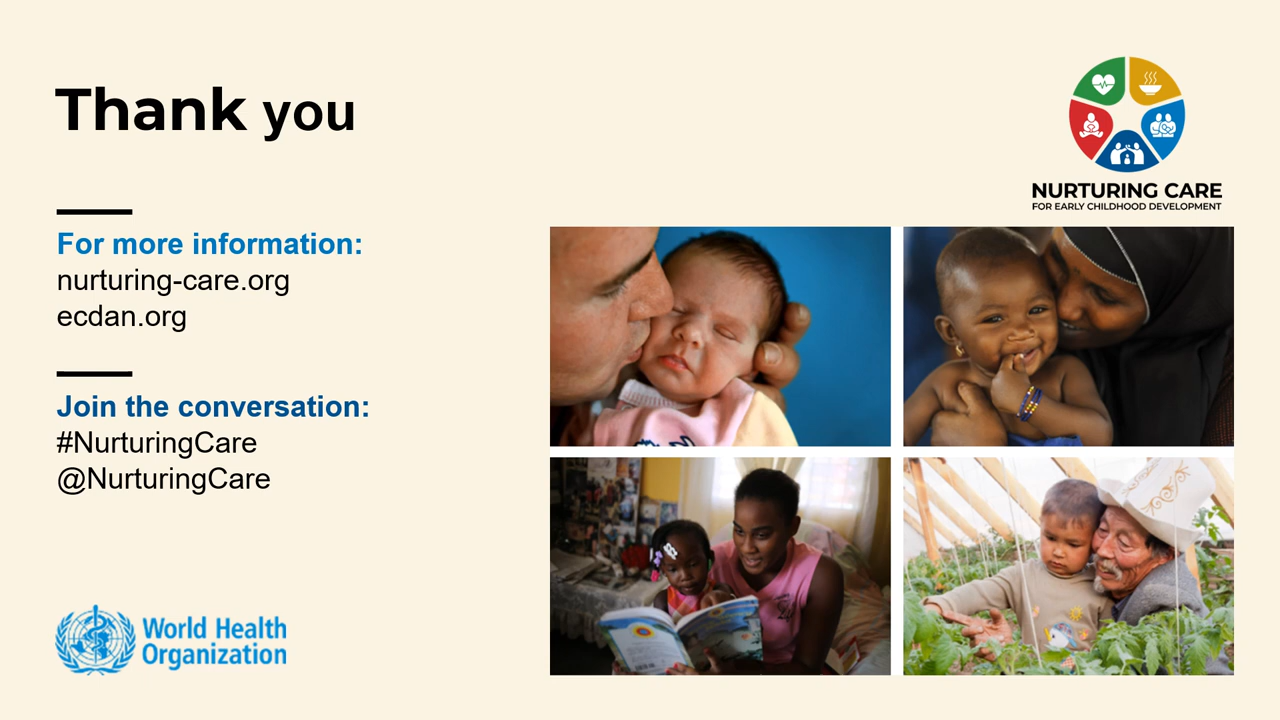 Thank you
NURTURING CARE
FOR EARLY CHILDHOOD DEVELOPMENT
For more information:
nurturing-care.org
ecdan.org
Join the conversation:
#NurturingCare
@NurturingCare
World Health
Organization